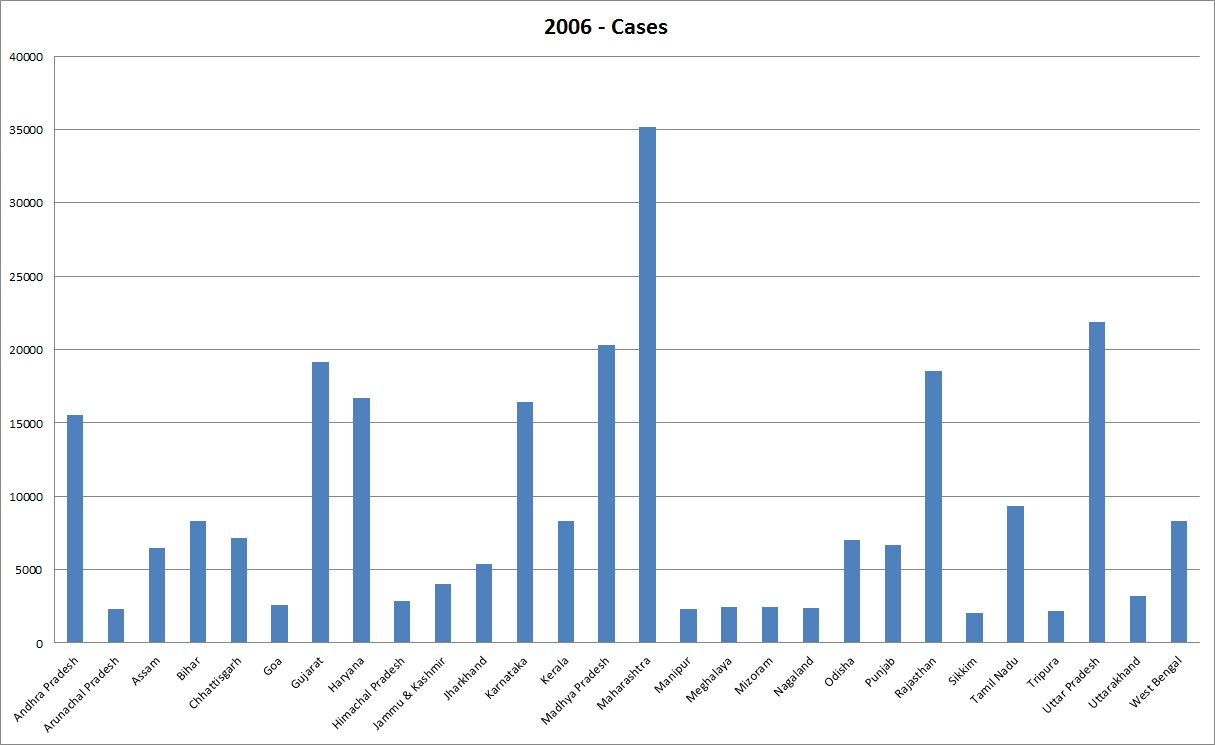 2006 - Cases
40000
35000
30000
25000
20000
15000
10000
5000
0
Andhra Pradesh
Arunachal Pradesh
Assam
Bihar
Chhattisgarh
Goa
Gujarat
Haryana
Himachal Pradesh
Jammu & Kashmir
Jharkhand
Karnataka
Kerala
Madhya Pradesh
Maharashtra
Manipur
Meghalaya
Mizoram
Nagaland
Odisha
Punjab
Rajasthan
Sikkim
Tamil Nadu
Tripura
Uttar Pradesh
Uttarakhand
West Bengal